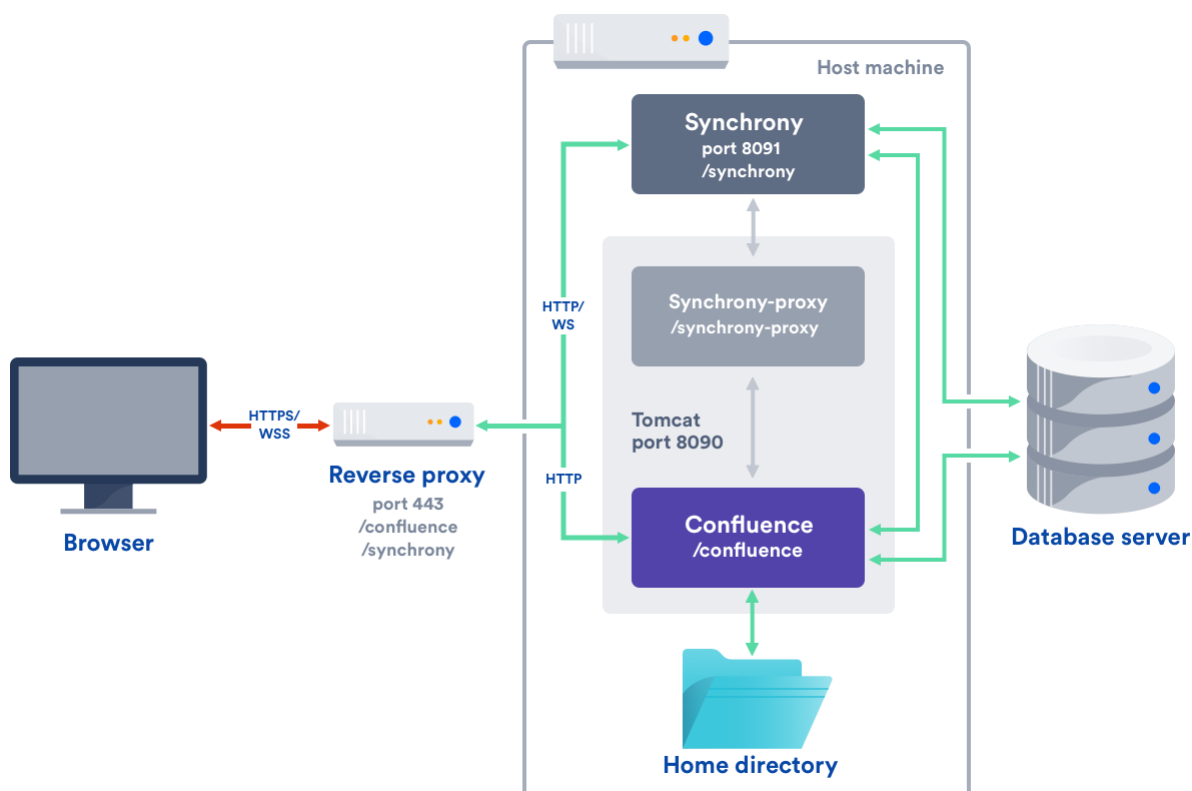 Host machine
Synchrony
port 8091
/synchrony
Synchrony-proxy
/synchrony-proxy
HTTP/
WS
HTTPS/
WSS
Tomcat
port 8090
Reverse proxy
port 443
/confluence
/synchrony
HTTP
Confluence
/confluence
Browser
Database server
Home directory